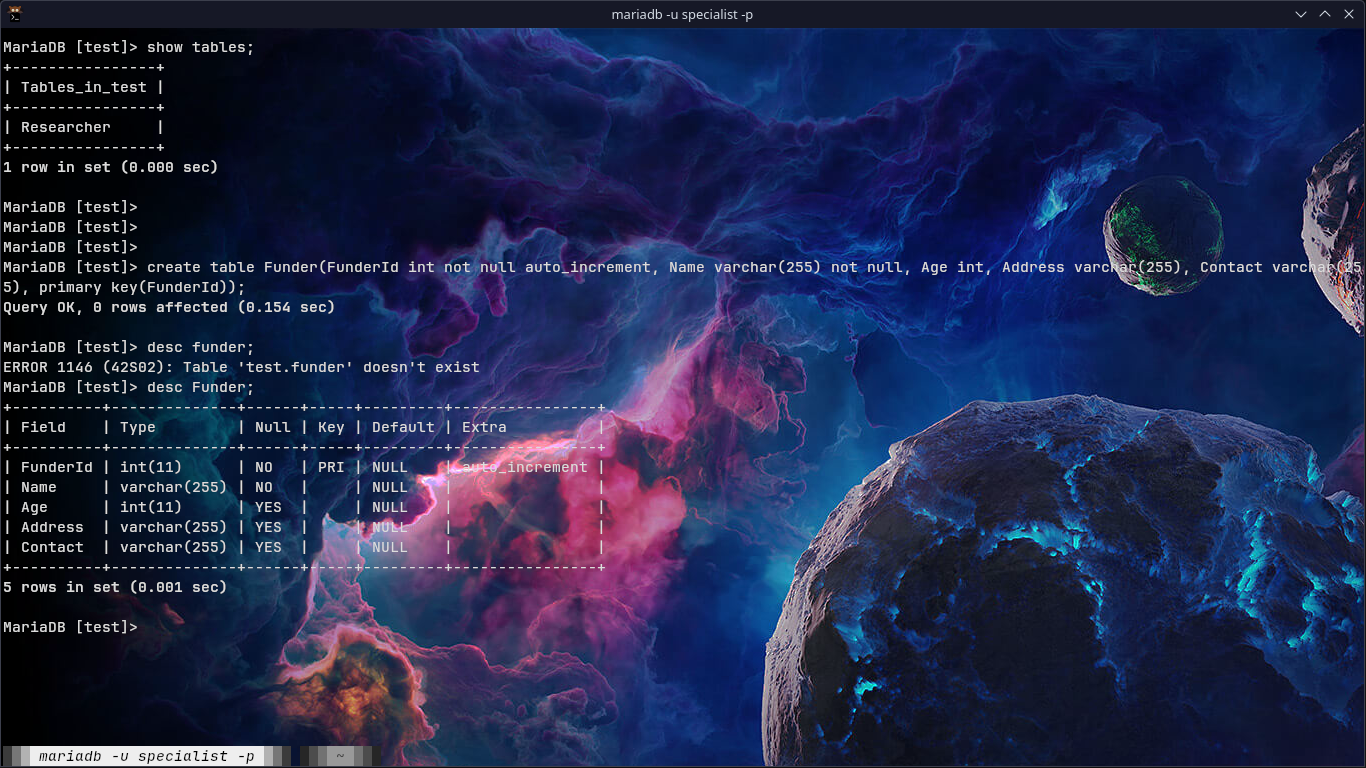 mariadb -u specialist -p
MariaDB [test]> show tables;
+----------------+
| Tables_in_test |
+----------------+
| Researcher     |
+----------------+
1 row in set (0.000 sec)
MariaDB [test]>
MariaDB [test]>
MariaDB [test]>
MariaDB [test]> create table Funder(FunderId int not null auto_increment, Name varchar(255) not null, Age int, Address varchar(255), Contact varchar(25
5), primary key(FunderId));
Query OK, 0 rows affected (0.154 sec)
MariaDB [test]> desc funder;
ERROR 1146 (42S02): Table 'test.funder' doesn't exist
MariaDB [test]> desc Funder;
+----------+--------------+------+-----+---------+----------------+
| Field    | Type         | Null | Key | Default | Extra          |
+----------+--------------+------+-----+---------+----------------+
| FunderId | int(11)      | NO   | PRI | NULL    | auto_increment |
| Name     | varchar(255) | NO   |     | NULL    |                |
| Age      | int(11)      | YES  |     | NULL    |                |
| Address  | varchar(255) | YES  |     | NULL    |                |
| Contact  | varchar(255) | YES  |     | NULL    |                |
+----------+--------------+------+-----+---------+----------------+
5 rows in set (0.001 sec)
MariaDB [test]>
mariadb -u specialist -p ~